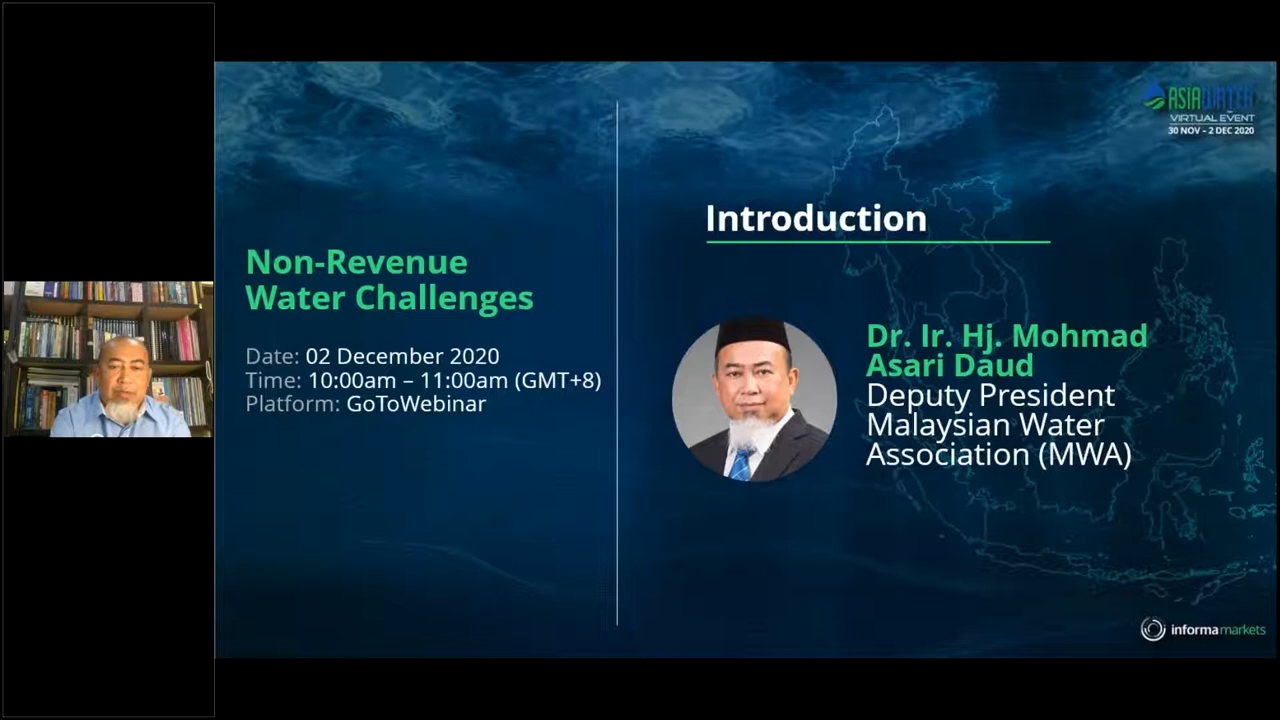 ASIAWATER
VIRTUAL EVENT
30 NOV – 2 DEC 2020
Non-Revenue
Water Challenges
Date: 02 December 2020
Time: 10:00am – 11:00am (GMT+8)
Platform: GoToWebinar
Introduction
Dr. Ir. Hj. Mohmad
Asari Daud
Deputy President
Malaysian Water
Association (MWA)
informa markets